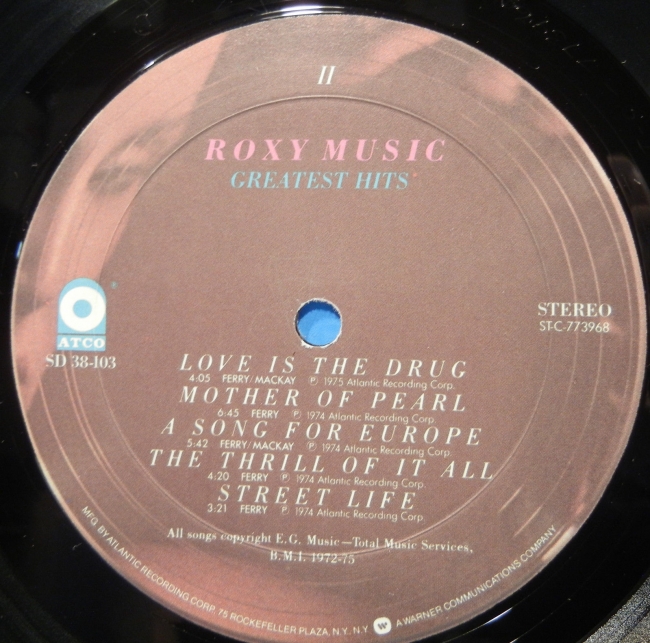 II
ROXY MUSIC
GREATEST HITS
STEREO
ST-C-773968
®
ATCO
SD 38-103
LOVE IS THE DRUG
4:05 FERRY/MACKAY ℗ 1975 Atlantic Recording Corp.
MOTHER OF PEARL
6:45 FERRY ℗ 1974 Atlantic Recording Corp.
A SONG FOR EUROPE
5:42 FERRY/MACKAY ℗ 1974 Atlantic Recording Corp.
THE THRILL OF IT ALL
4:20 FERRY ℗ 1974 Atlantic Recording Corp.
STREET LIFE
3:21 FERRY ℗ 1974 Atlantic Recording Corp.
All songs copyright E.G. Music—Total Music Services,
B.M.I. 1972-75
MFG. BY ATLANTIC RECORDING CORP. 75 ROCKEFELLER PLAZA, N.Y. N.Y. W A WARNER COMMUNICATIONS COMPANY